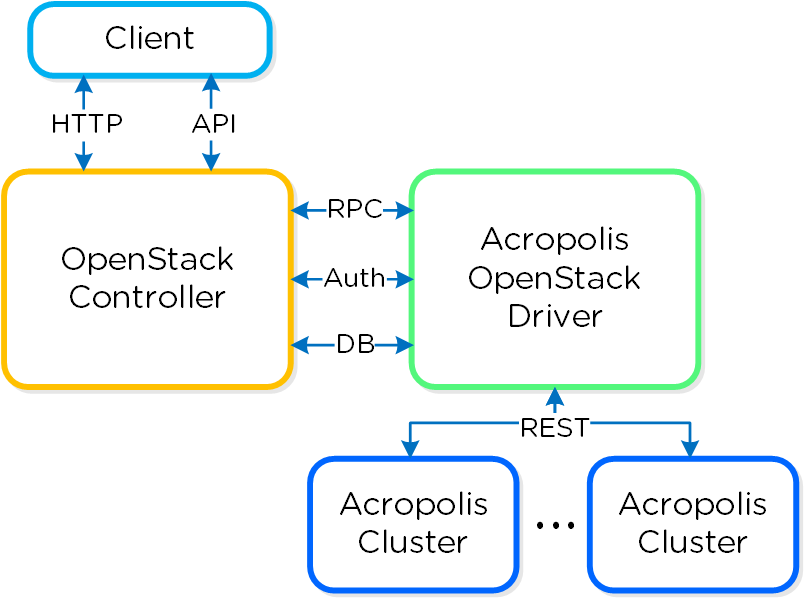 Client
HTTP
API
OpenStack
Controller
RPC
Auth
DB
Acropolis
OpenStack
Driver
REST
Acropolis
Cluster
...
Acropolis
Cluster